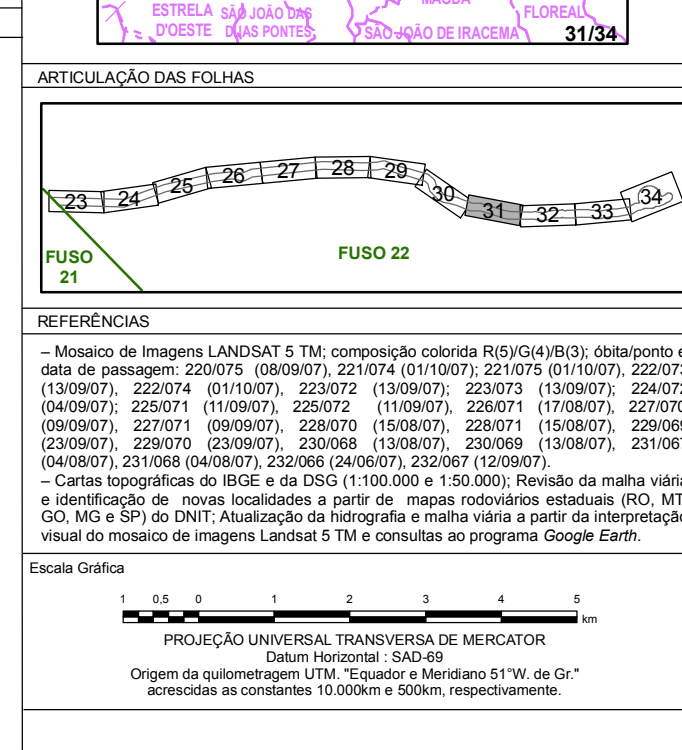 MAGDA
ESTRELA SÃO JOÃO DAS FLOREAL
D'OESTE DUAS PONTES SÃO JOÃO DE IRACEMA 31/34
ARTICULAÇÃO DAS FOLHAS
23 24 25 26 27 28 29 30 31 32 33 34
FUSO
21
FUSO 22
REFERÊNCIAS
– Mosaico de Imagens LANDSAT 5 TM; composição colorida R(5)/G(4)/B(3); óbita/ponto e
data de passagem: 220/075 (08/09/07), 221/074 (01/10/07); 221/075 (01/10/07), 222/073
(13/09/07), 222/074 (01/10/07), 223/072 (13/09/07); 223/073 (13/09/07); 224/072
(04/09/07); 225/071 (11/09/07), 225/072 (11/09/07), 226/071 (17/08/07), 227/070
(09/09/07), 227/071 (09/09/07), 228/070 (15/08/07), 228/071 (15/08/07), 229/069
(23/09/07), 229/070 (23/09/07), 230/068 (13/08/07), 230/069 (13/08/07), 231/067
(04/08/07), 231/068 (04/08/07), 232/066 (24/06/07), 232/067 (12/09/07).
– Cartas topográficas do IBGE e da DSG (1:100.000 e 1:50.000); Revisão da malha viária
e identificação de novas localidades a partir de mapas rodoviários estaduais (RO, MT,
GO, MG e SP) do DNIT; Atualização da hidrografia e malha viária a partir da interpretação
visual do mosaico de imagens Landsat 5 TM e consultas ao programa Google Earth.
Escala Gráfica
1 0,5 0 1 2 3 4 5
km
PROJEÇÃO UNIVERSAL TRANSVERSA DE MERCATOR
Datum Horizontal : SAD-69
Origem da quilometragem UTM. "Equador e Meridiano 51°W. de Gr."
acrescidas as constantes 10.000km e 500km, respectivamente.